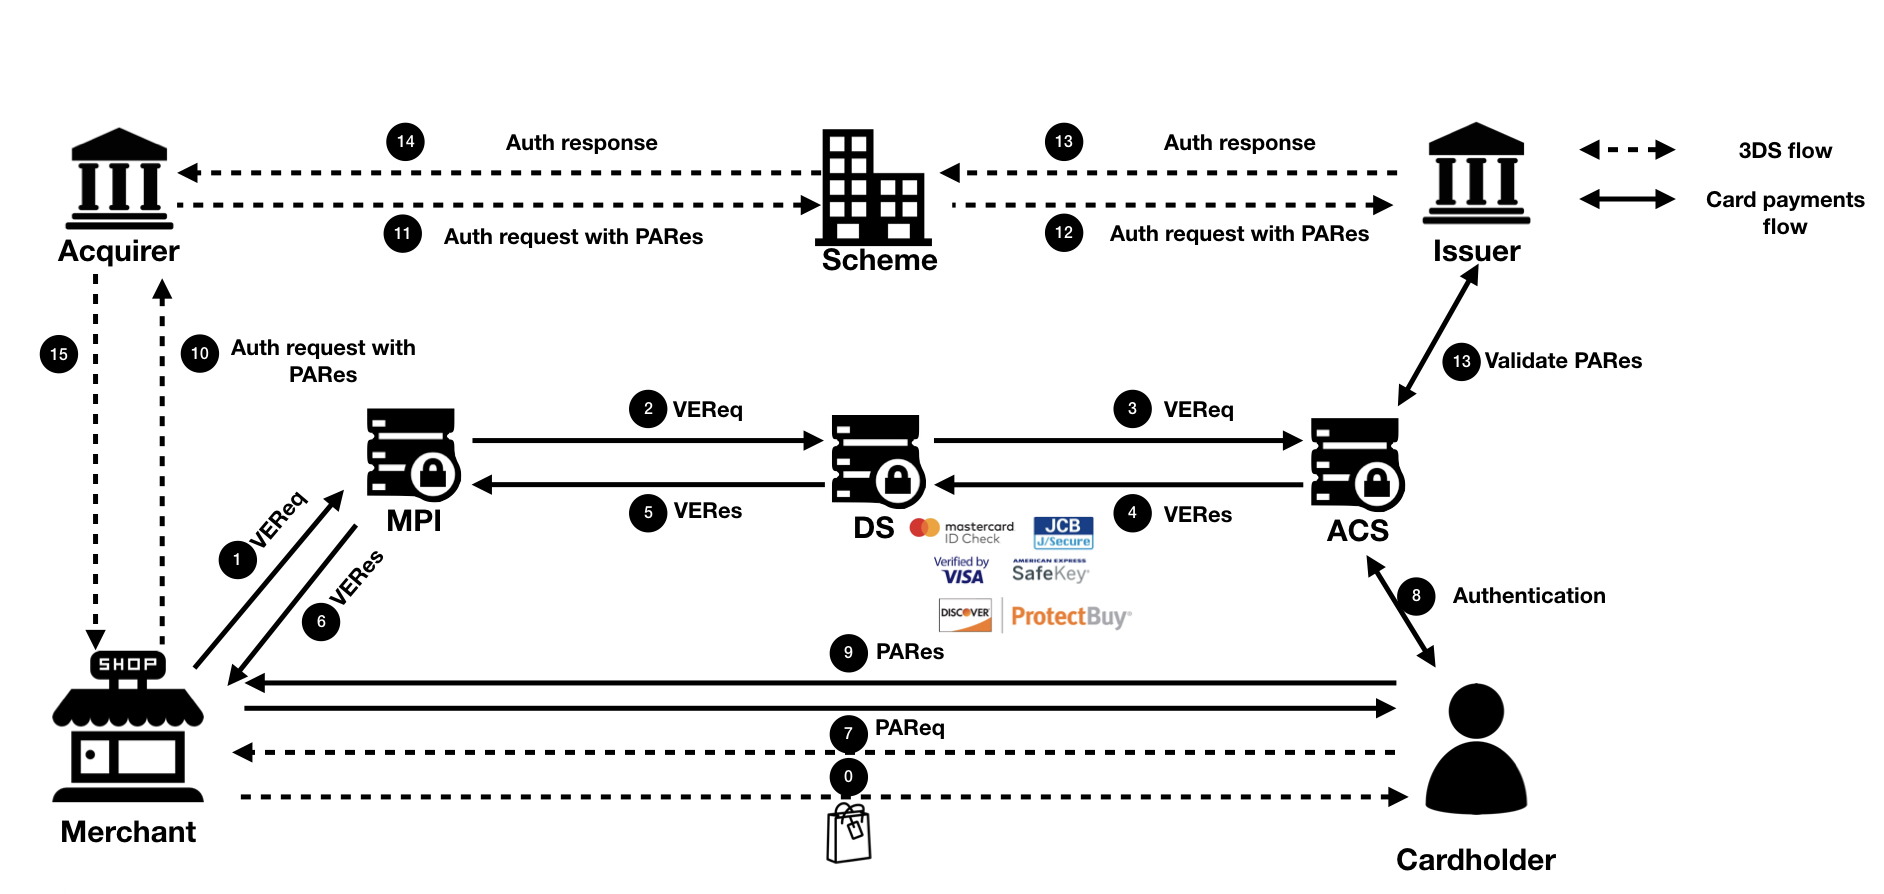 14
Auth response
13
Auth response
3DS flow
Card payments
flow
11
Auth request with PARes
12
Auth request with PARes
Acquirer
Scheme
Issuer
15
10
Auth request with
PARes
13
Validate PARes
2
VEReq
3
VEReq
1
VEReq
MPI
5
VERes
DS
4
VERes
ACS
mastercard
ID Check
JCB
J/Secure
Verified by
VISA
AMERICAN EXPRESS
SafeKey
DISCOVER
ProtectBuy
6
VERes
8
Authentication
9
PARes
SHOP
7
PAReq
0
Merchant
Cardholder